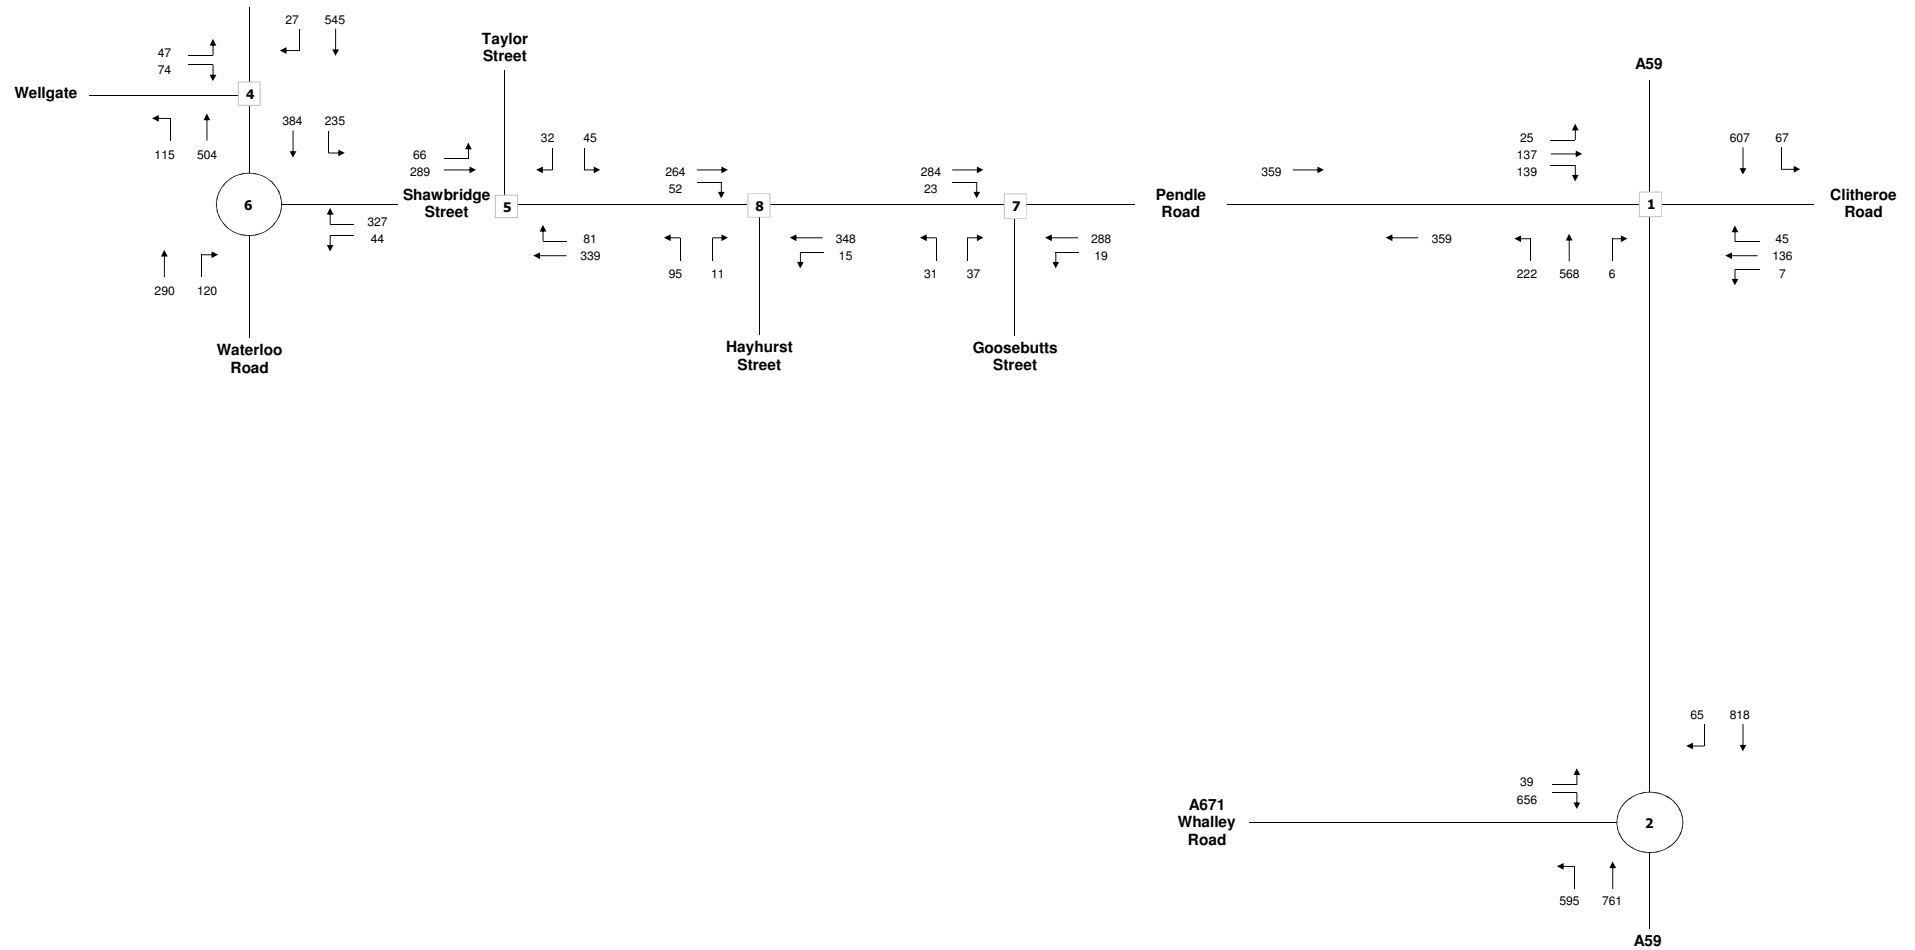 27 545
47
74
Wellgate
4
115 504
384 235
6
327
44
290 120
Waterloo
Road
Taylor
Street
66
289
32 45
Shawbridge
Street
5
81
339
264
52
8
95 11
348
15
Hayhurst
Street
284
23
7
31 37
288
19
Goosebutts
Street
Pendle
Road
359
359
A59
25
137
139
607 67
1
Clitheroe
Road
222 568 6
45
136
7
65 818
39
656
A671
Whalley
Road
2
595 761
A59